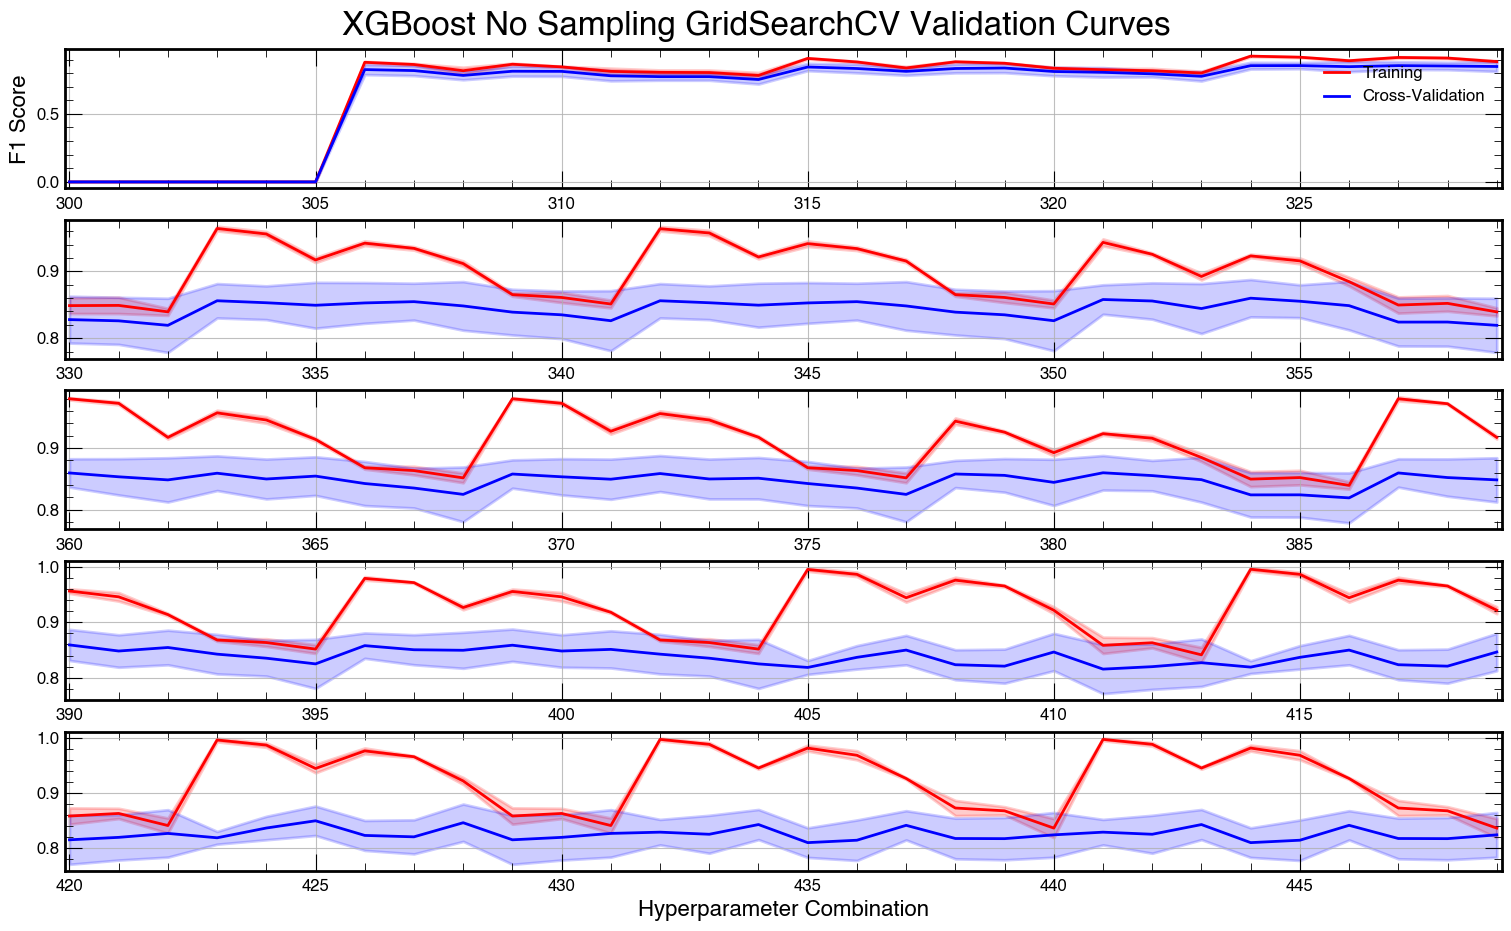 XGBoost No Sampling GridSearchCV Validation Curves
F1 Score
0.5
0.0
Training
Cross-Validation
300 305 310 315 320 325
0.9
0.8
330 335 340 345 350 355
0.9
0.8
360 365 370 375 380 385
1.0
0.9
0.8
390 395 400 405 410 415
1.0
0.9
0.8
420 425 430 435 440 445
Hyperparameter Combination